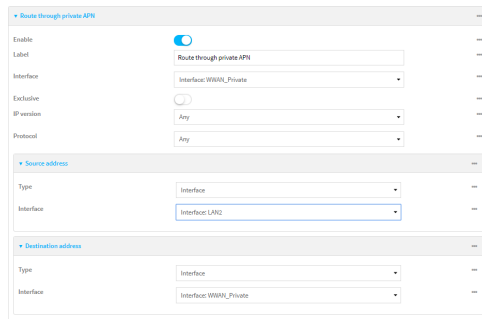 Route through private APN
Enable
Label Route through private APN
Interface Interface: WWAN_Private
Exclusive
IP version Any
Protocol Any
Source address
Type Interface
Interface Interface: LAN2
Destination address
Type Interface
Interface Interface: WWAN_Private